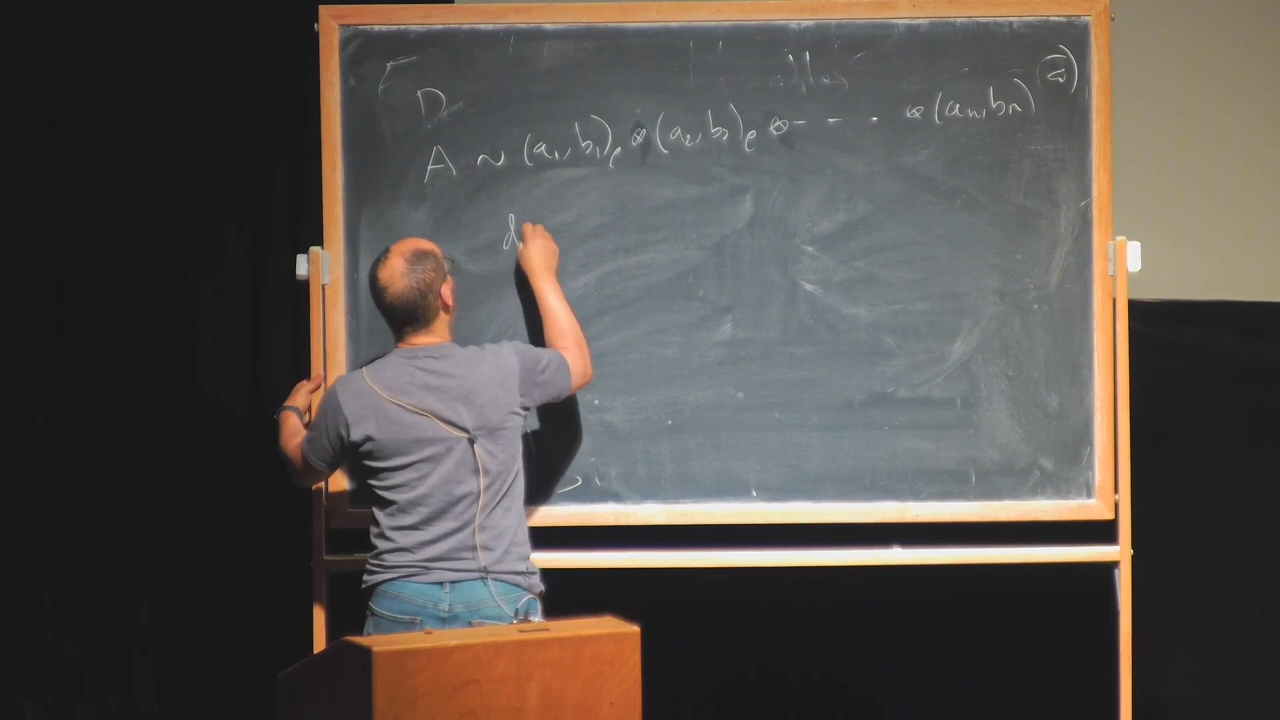 D
A ~ (a₁, b₁)ₑ ⊗ (a₂, b₂)ₑ ⊗ - - - . ⊗ (aₙ, bₙ)
d